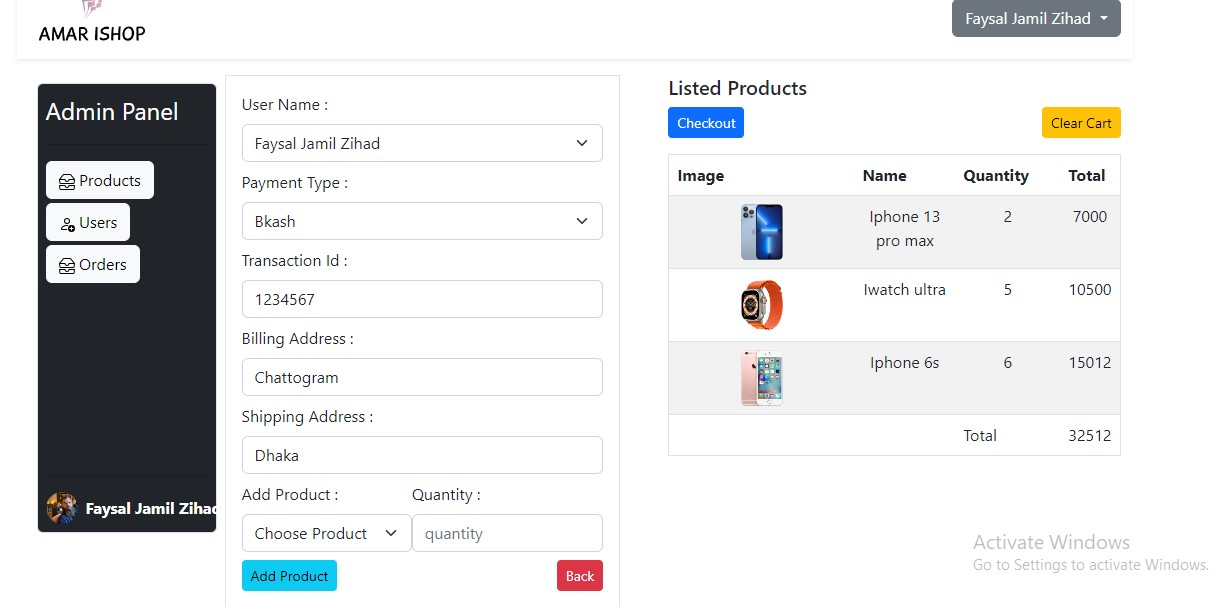 AMAR ISHOP
Faysal Jamil Zihad
Admin Panel
Products
Users
Orders
Faysal Jamil Zihad
User Name :
Faysal Jamil Zihad
Payment Type :
Bkash
Transaction Id :
1234567
Billing Address :
Chattogram
Shipping Address :
Dhaka
Add Product : Quantity :
Choose Product quantity
Add Product Back
Listed Products
Checkout Clear Cart
Image Name Quantity Total
Iphone 13 2 7000
pro max
Iwatch ultra 5 10500
Iphone 6s 6 15012
Total 32512
Activate Windows
Go to Settings to activate Windows.